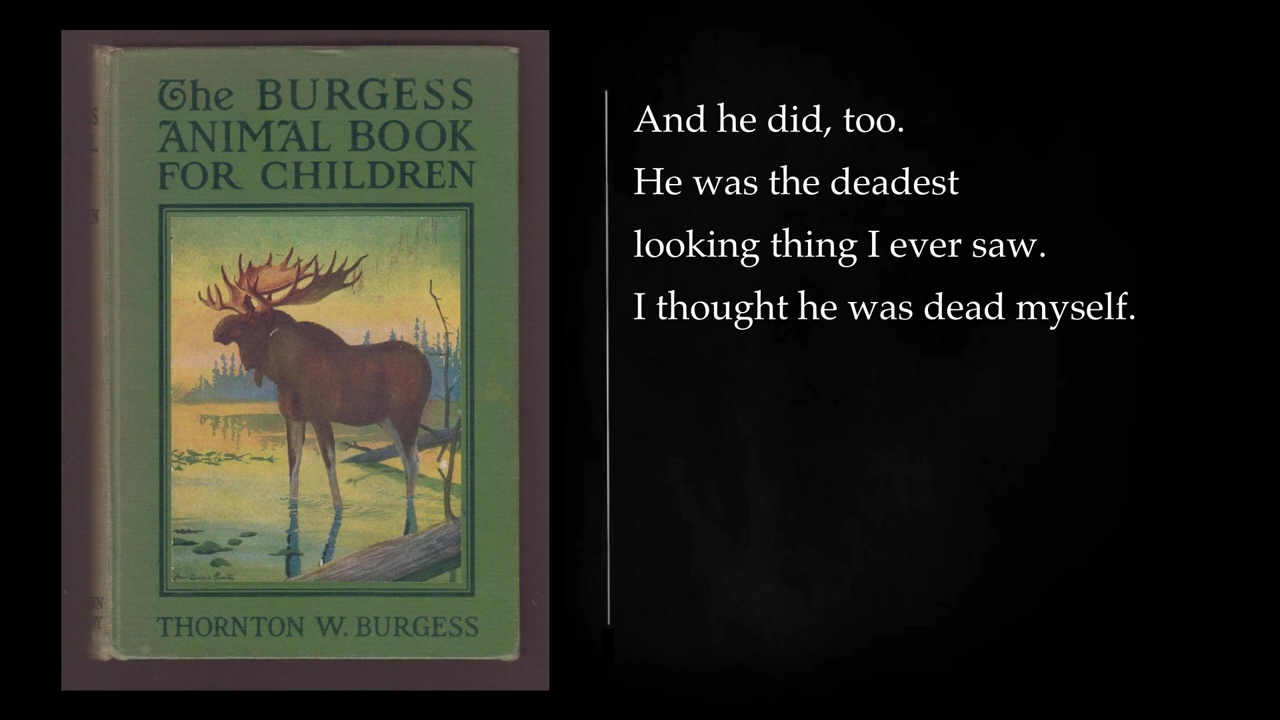 The BURGESS
ANIMAL BOOK
FOR CHILDREN
THORNTON W. BURGESS
And he did, too.
He was the deadest
looking thing I ever saw.
I thought he was dead myself.